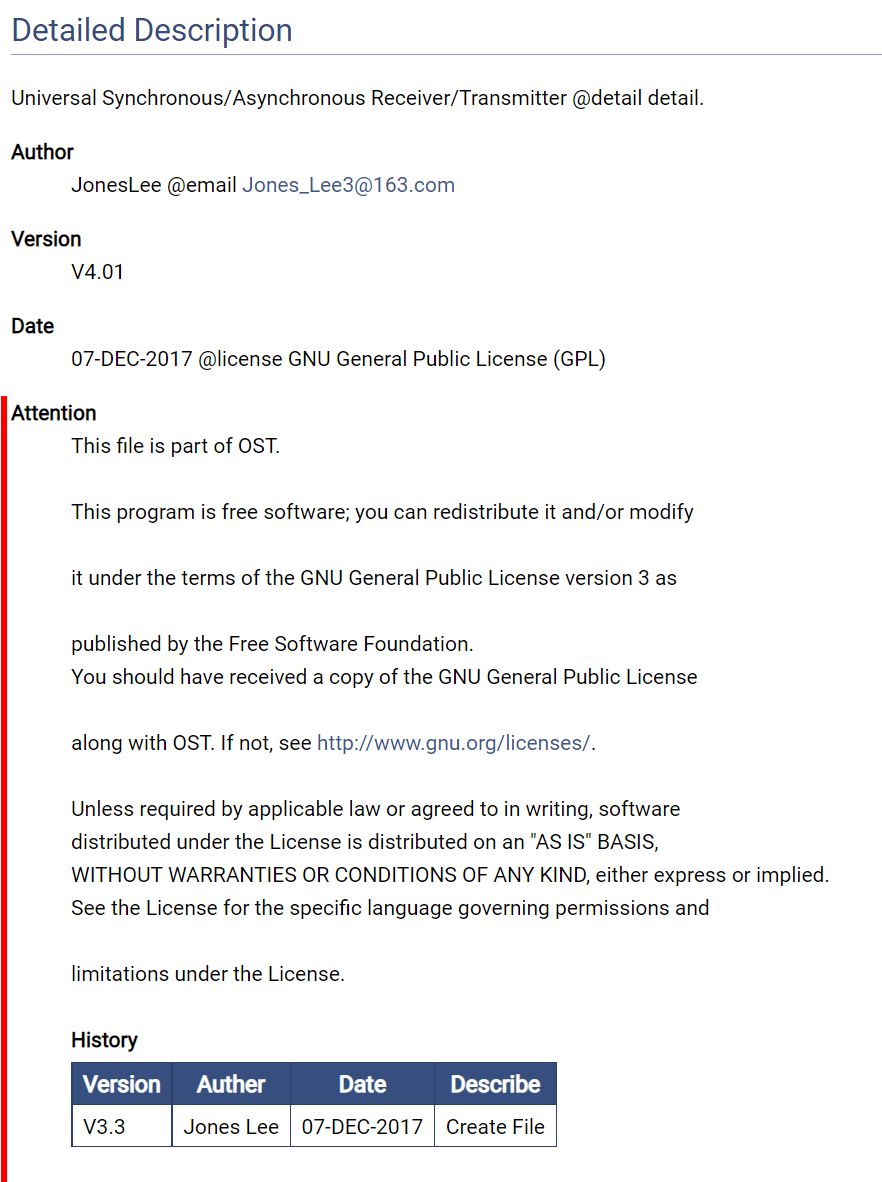 Detailed Description
Universal Synchronous/Asynchronous Receiver/Transmitter @detail detail.
Author
JonesLee @email Jones_Lee3@163.com
Version
V4.01
Date
07-DEC-2017 @license GNU General Public License (GPL)
Attention
This file is part of OST.
This program is free software; you can redistribute it and/or modify
it under the terms of the GNU General Public License version 3 as
published by the Free Software Foundation.
You should have received a copy of the GNU General Public License
along with OST. If not, see http://www.gnu.org/licenses/.
Unless required by applicable law or agreed to in writing, software
distributed under the License is distributed on an "AS IS" BASIS,
WITHOUT WARRANTIES OR CONDITIONS OF ANY KIND, either express or implied.
See the License for the specific language governing permissions and
limitations under the License.
History
Version Auther Date Describe
V3.3 Jones Lee 07-DEC-2017 Create File